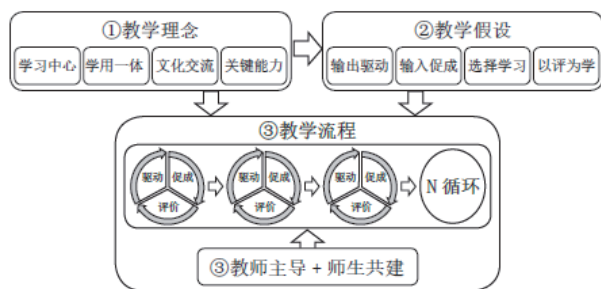 ①教学理念
学习中心 学用一体 文化交流 关键能力
②教学假设
输出驱动 输入促成 选择学习 以评为学
③教学流程
驱动 促成 评价
驱动 促成 评价
驱动 促成 评价
N 循环
③教师主导 + 师生共建